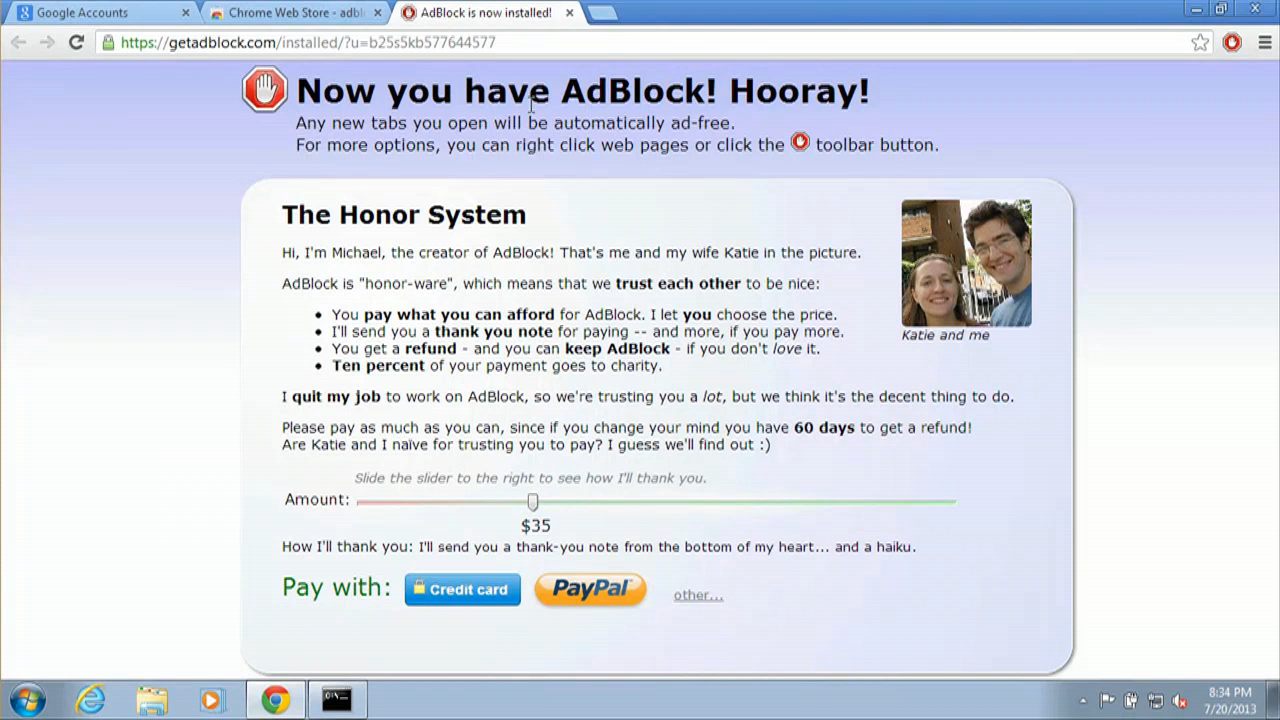 Google Accounts
Chrome Web Store - adbl
AdBlock is now installed!
https://getadblock.com/installed/?u=b25s5kb577644577
Now you have AdBlock! Hooray!
Any new tabs you open will be automatically ad-free.
For more options, you can right click web pages or click the toolbar button.
The Honor System
Hi, I'm Michael, the creator of AdBlock! That's me and my wife Katie in the picture.
AdBlock is "honor-ware", which means that we trust each other to be nice:
• You pay what you can afford for AdBlock. I let you choose the price.
• I'll send you a thank you note for paying -- and more, if you pay more.
• You get a refund - and you can keep AdBlock - if you don't love it.
• Ten percent of your payment goes to charity.
Katie and me
I quit my job to work on AdBlock, so we're trusting you a lot, but we think it's the decent thing to do.
Please pay as much as you can, since if you change your mind you have 60 days to get a refund!
Are Katie and I naïve for trusting you to pay? I guess we'll find out :)
Slide the slider to the right to see how I'll thank you.
Amount:
$35
How I'll thank you: I'll send you a thank-you note from the bottom of my heart... and a haiku.
Pay with: Credit card PayPal other...
8:34 PM
7/20/2013